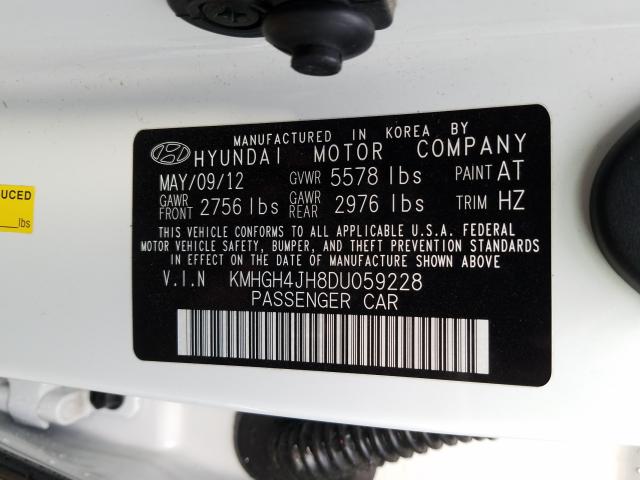 MANUFACTURED IN KOREA BY
HYUNDAI MOTOR COMPANY
MAY/09/12 GVWR 5578 lbs PAINT AT
GAWR FRONT 2756 lbs GAWR REAR 2976 lbs TRIM HZ
THIS VEHICLE CONFORMS TO ALL APPLICABLE U.S.A. FEDERAL
MOTOR VEHICLE SAFETY, BUMPER, AND THEFT PREVENTION STANDARDS
IN EFFECT ON THE DATE OF MANUFACTURE SHOWN ABOVE
V.I.N KMHGH4JH8DU059228
PASSENGER CAR
UCED
lbs